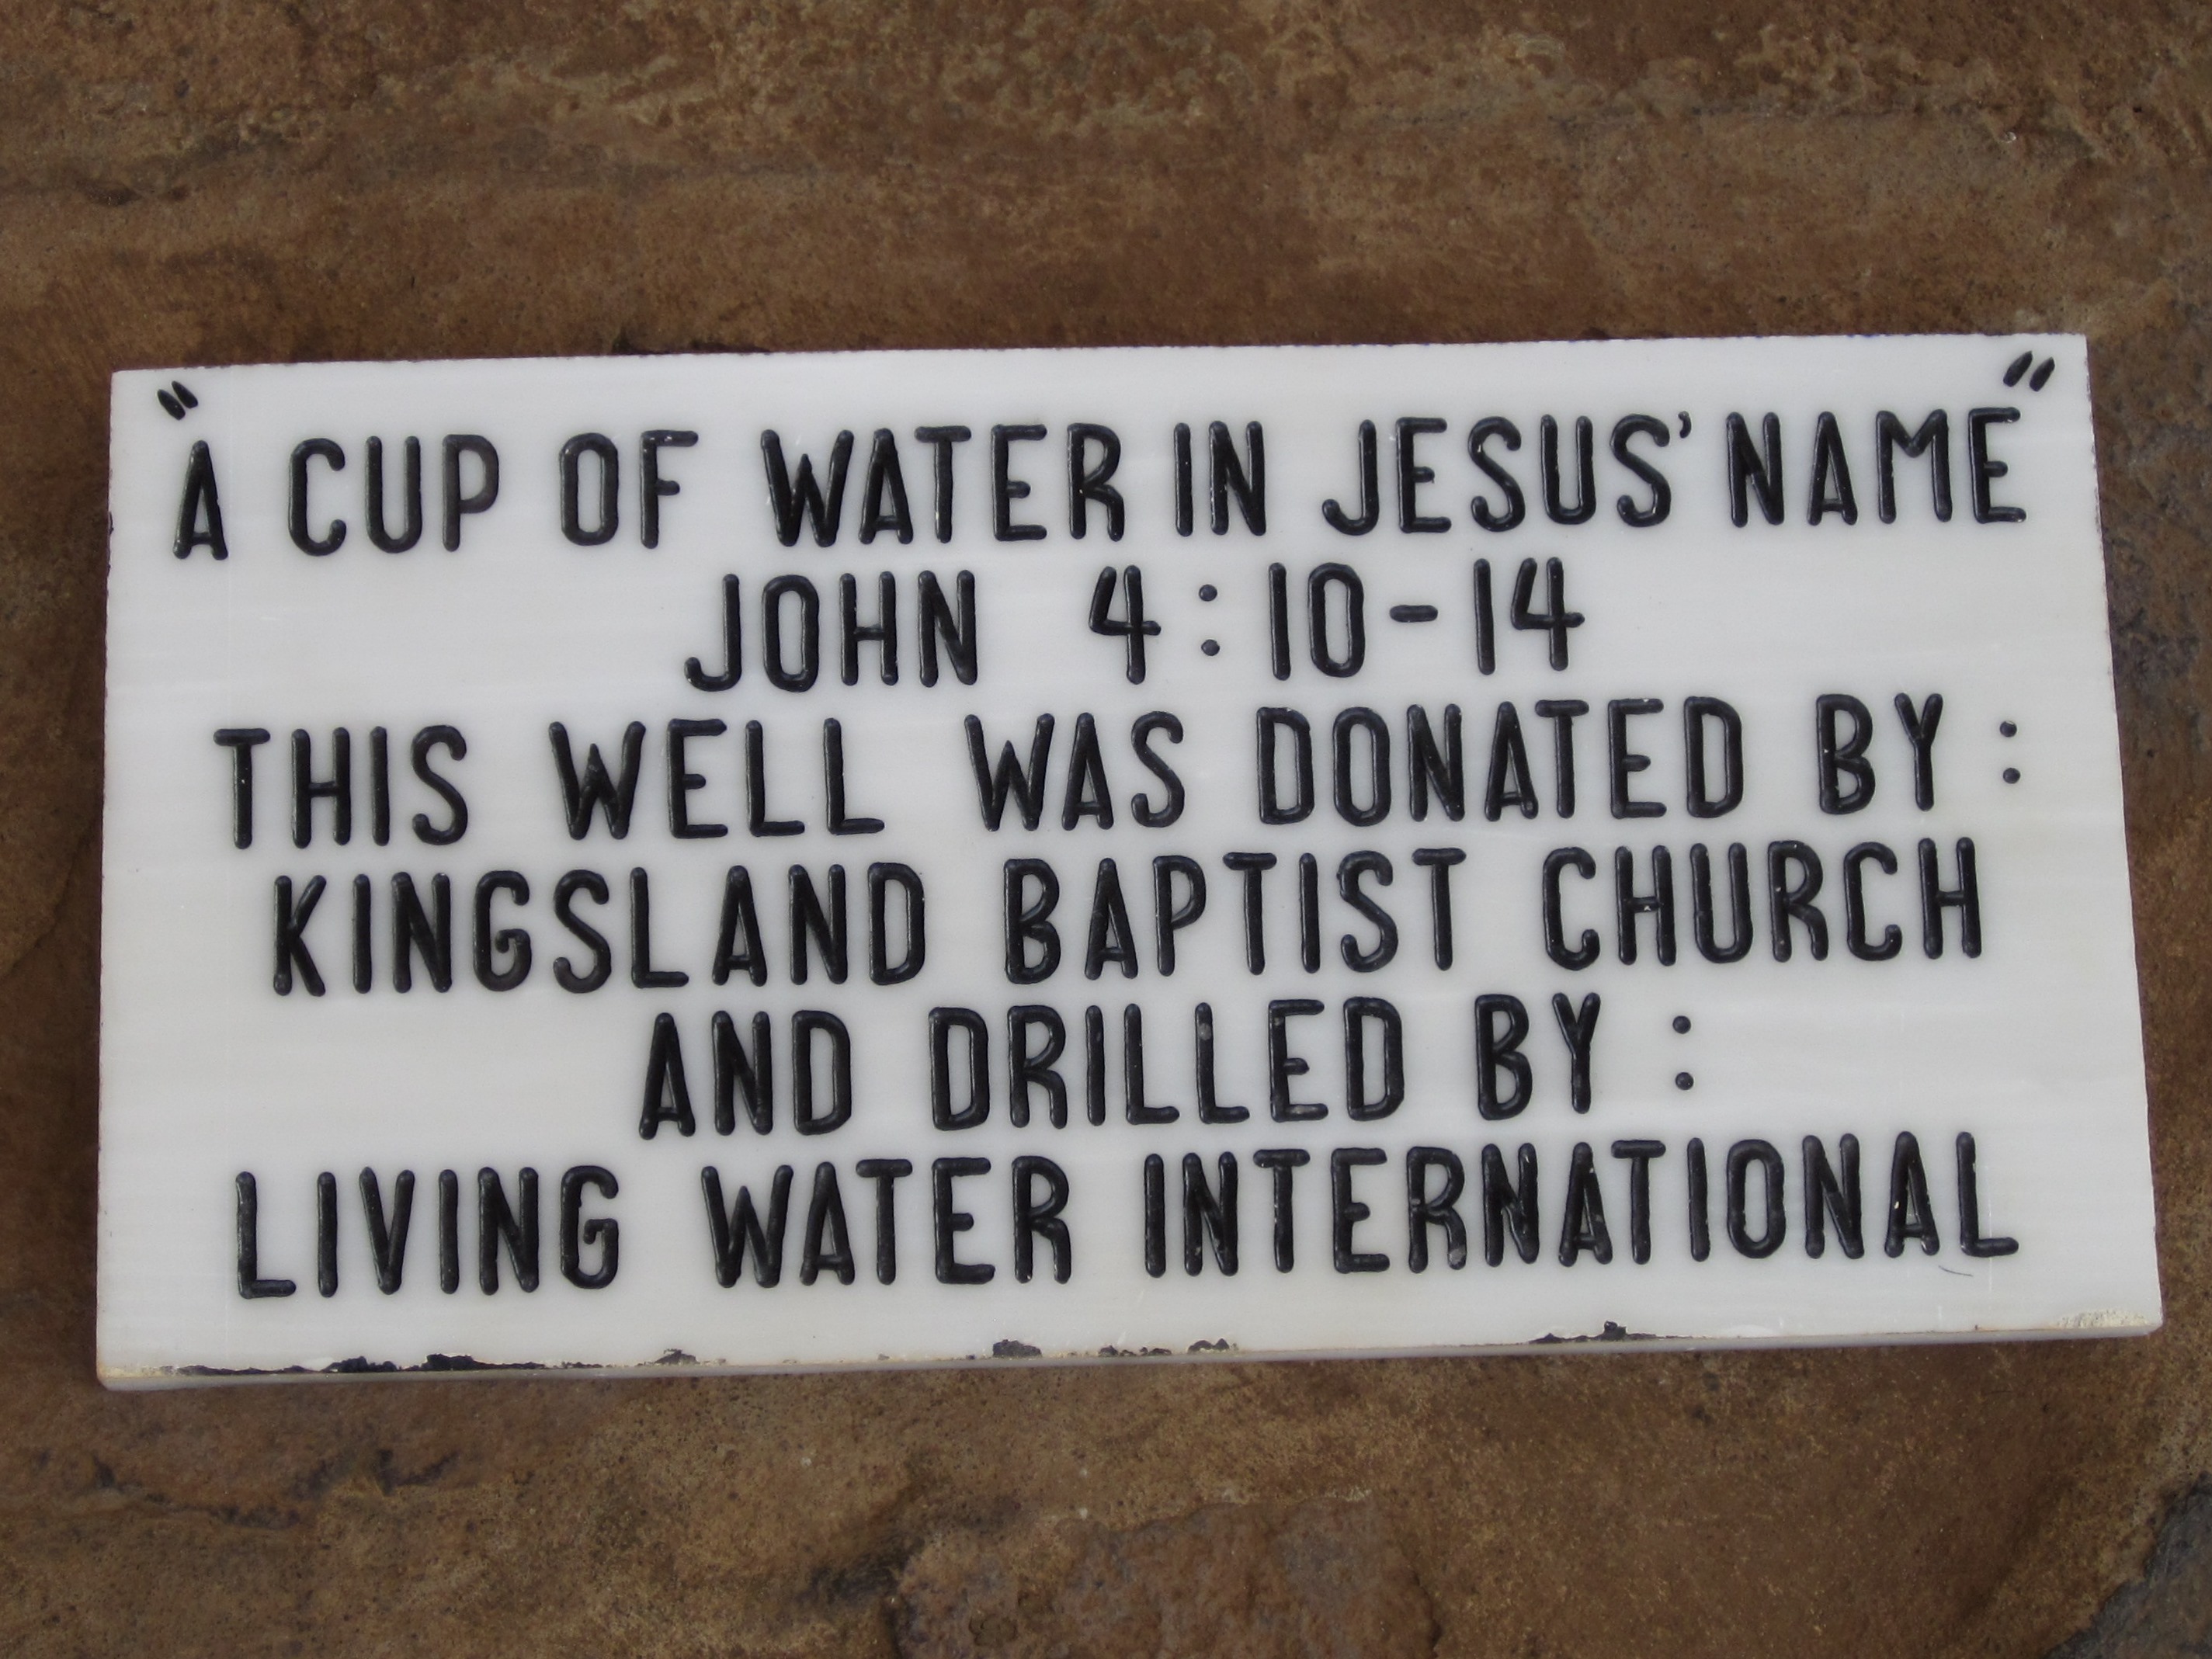 "A CUP OF WATER IN JESUS' NAME"
JOHN 4:10-14
THIS WELL WAS DONATED BY:
KINGSLAND BAPTIST CHURCH
AND DRILLED BY:
LIVING WATER INTERNATIONAL